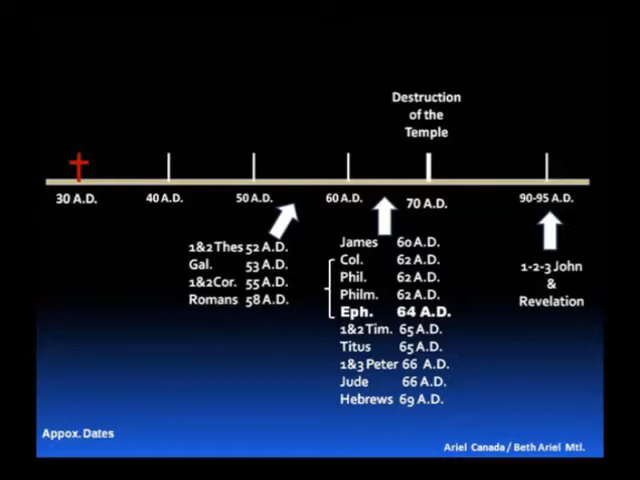 Destruction
of the
Temple
30 A.D.
40 A.D.
50 A.D.
60 A.D.
70 A.D.
90-95 A.D.
1&2 Thes 52 A.D.
Gal. 53 A.D.
1&2 Cor. 55 A.D.
Romans 58 A.D.
James 60 A.D.
Col. 62 A.D.
Phil. 62 A.D.
Philm. 62 A.D.
Eph. 64 A.D.
1&2 Tim. 65 A.D.
Titus 65 A.D.
1&3 Peter 66 A.D.
Jude 66 A.D.
Hebrews 69 A.D.
1-2-3 John
&
Revelation
Appox. Dates
Ariel Canada / Beth Ariel Mtl.